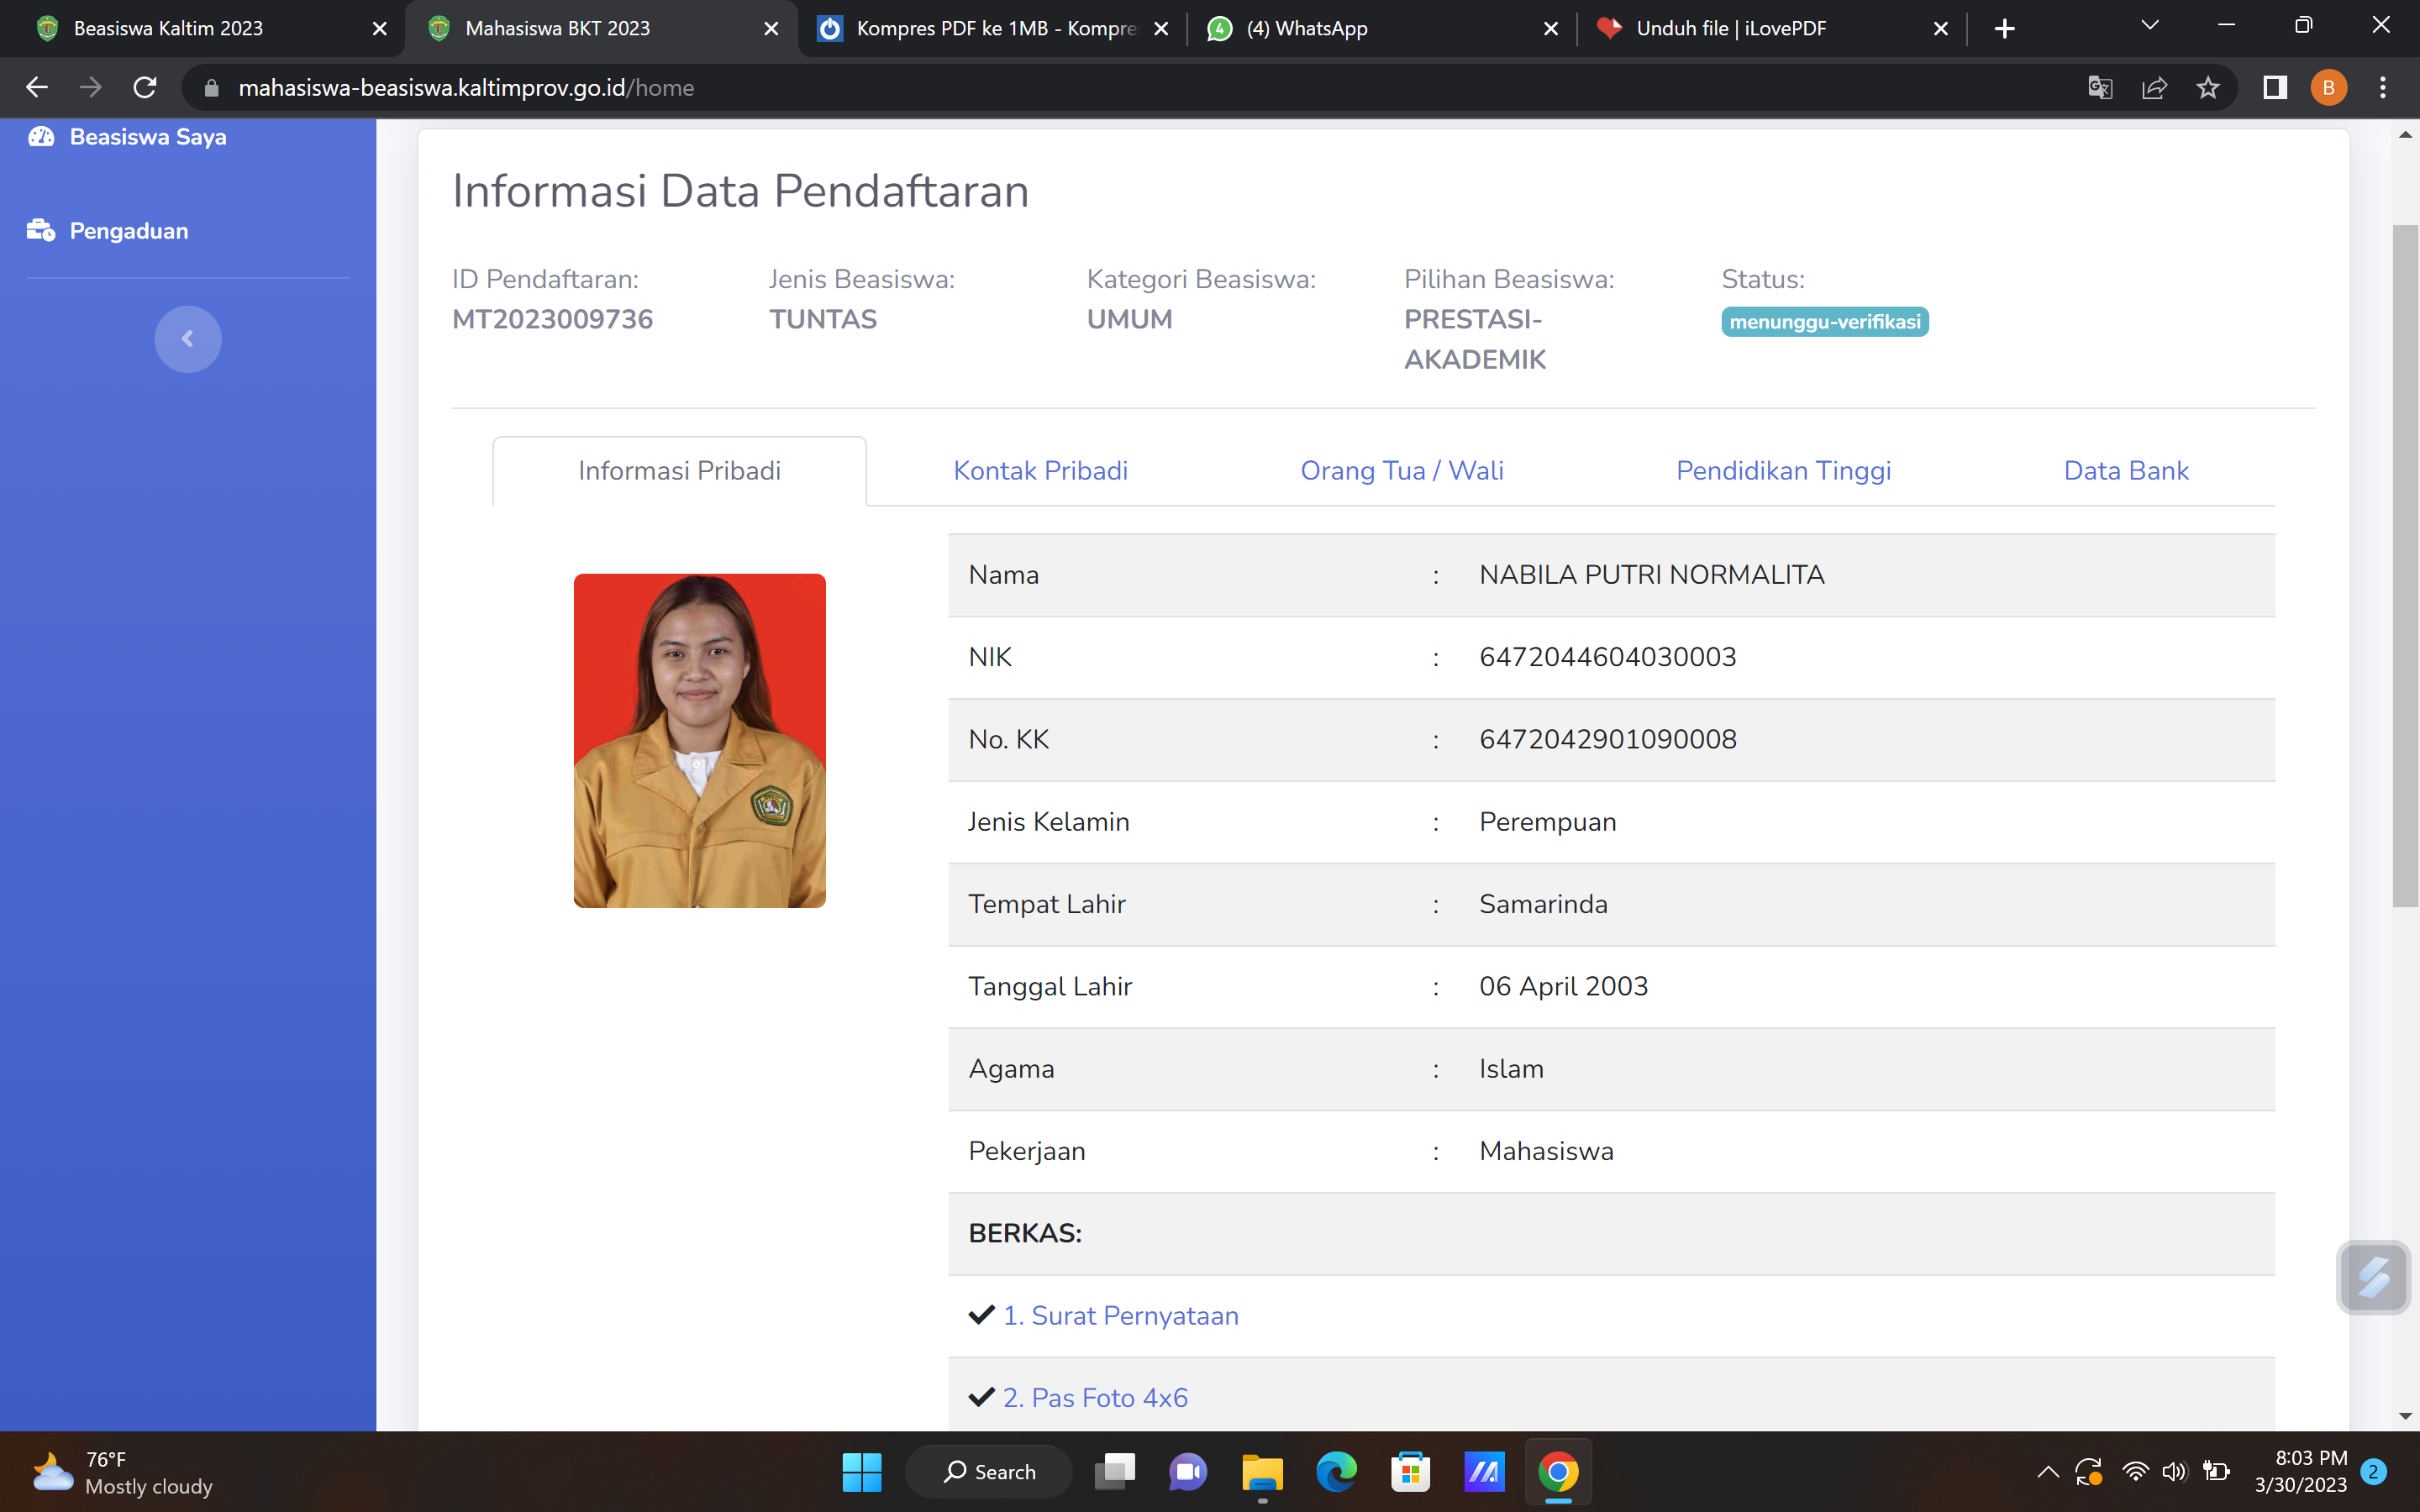 Beasiswa Kaltim 2023
Mahasiswa BKT 2023
Kompres PDF ke 1MB - Kompre
(4) WhatsApp
Unduh file | iLovePDF
mahasiswa-beasiswa.kaltimprov.go.id/home
B
Beasiswa Saya
Pengaduan
Informasi Data Pendaftaran
ID Pendaftaran: Jenis Beasiswa: Kategori Beasiswa: Pilihan Beasiswa: Status:
MT2023009736 TUNTAS UMUM PRESTASI- menunggu-verifikasi
AKADEMIK
Informasi Pribadi Kontak Pribadi Orang Tua / Wali Pendidikan Tinggi Data Bank
Nama : NABILA PUTRI NORMALITA
NIK : 6472044604030003
No. KK : 6472042901090008
Jenis Kelamin : Perempuan
Tempat Lahir : Samarinda
Tanggal Lahir : 06 April 2003
Agama : Islam
Pekerjaan : Mahasiswa
BERKAS:
1. Surat Pernyataan
2. Pas Foto 4x6
76°F
Mostly cloudy
Search
8:03 PM
3/30/2023
2